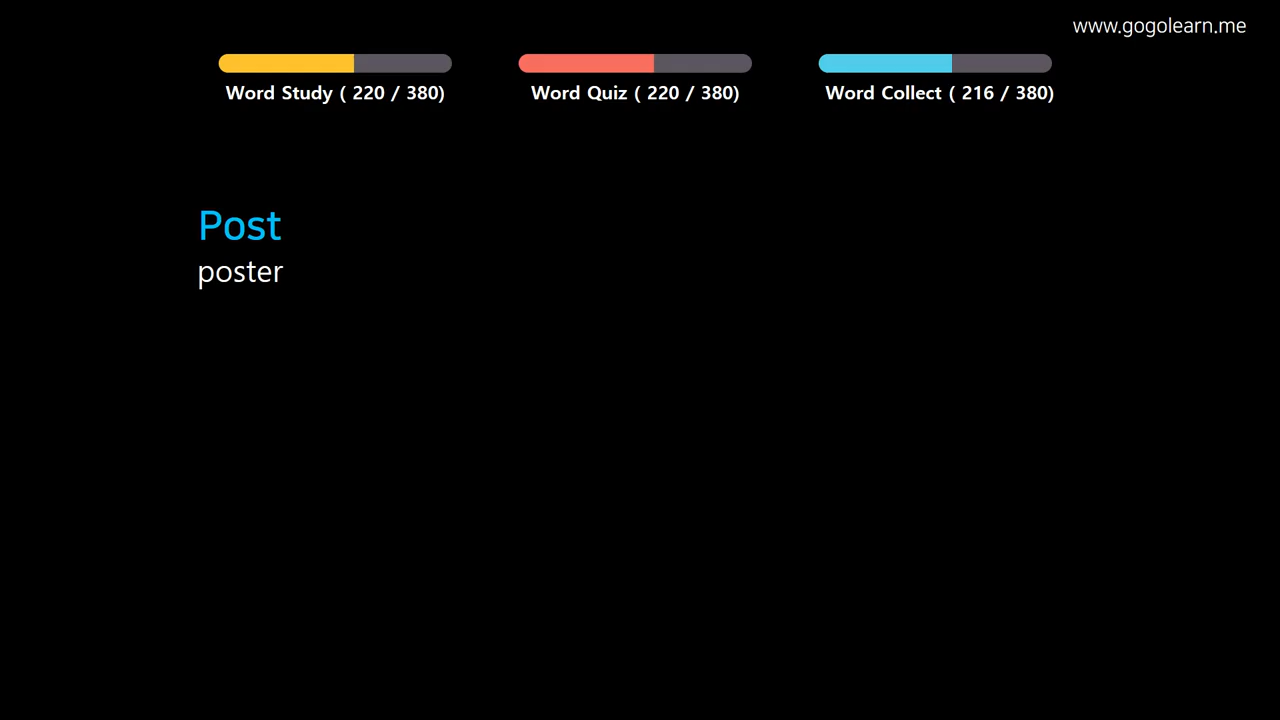 www.gogolearn.me
Word Study ( 220 / 380)
Word Quiz ( 220 / 380)
Word Collect ( 216 / 380)
Post
poster